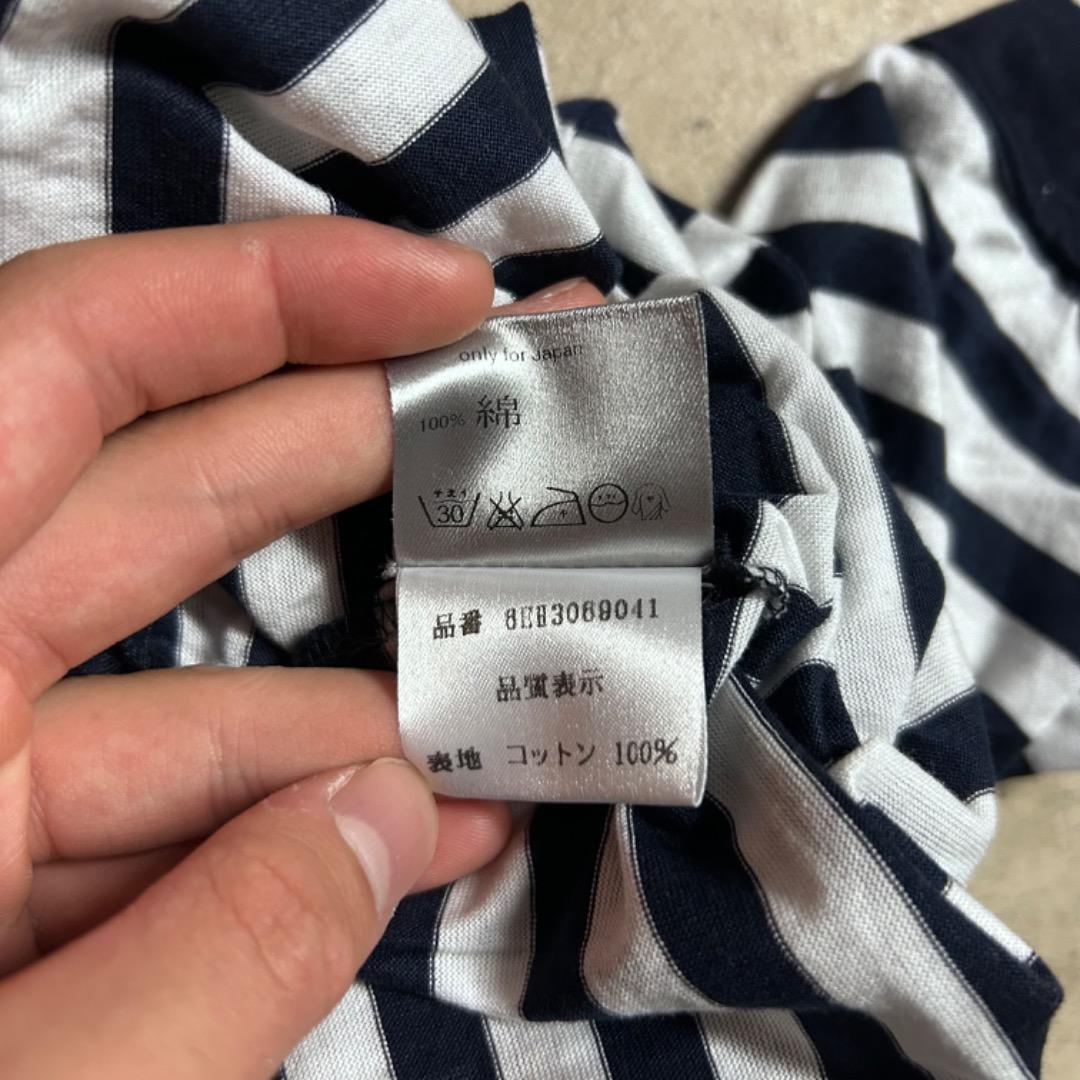 only for Japan
100% 綿
30
品番 8EH3069041
品質表示
表地 コットン 100%